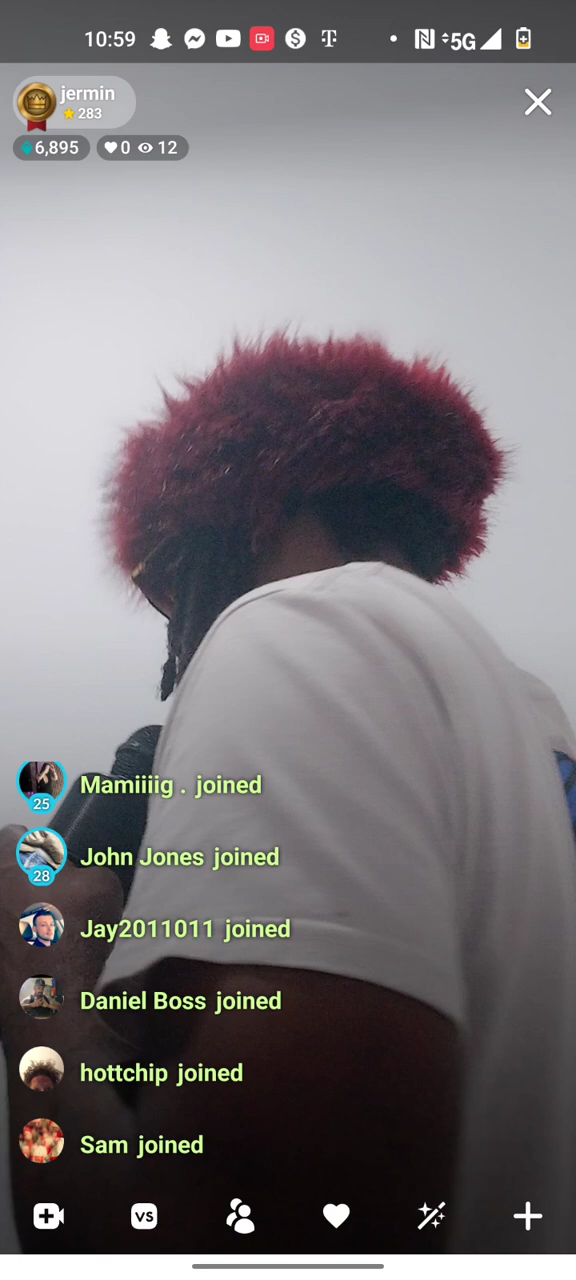 10:59
5G
jermin
283
6,895
0
12
Mamiiiig . joined
25
John Jones joined
28
Jay2011011 joined
Daniel Boss joined
hottchip joined
Sam joined
VS